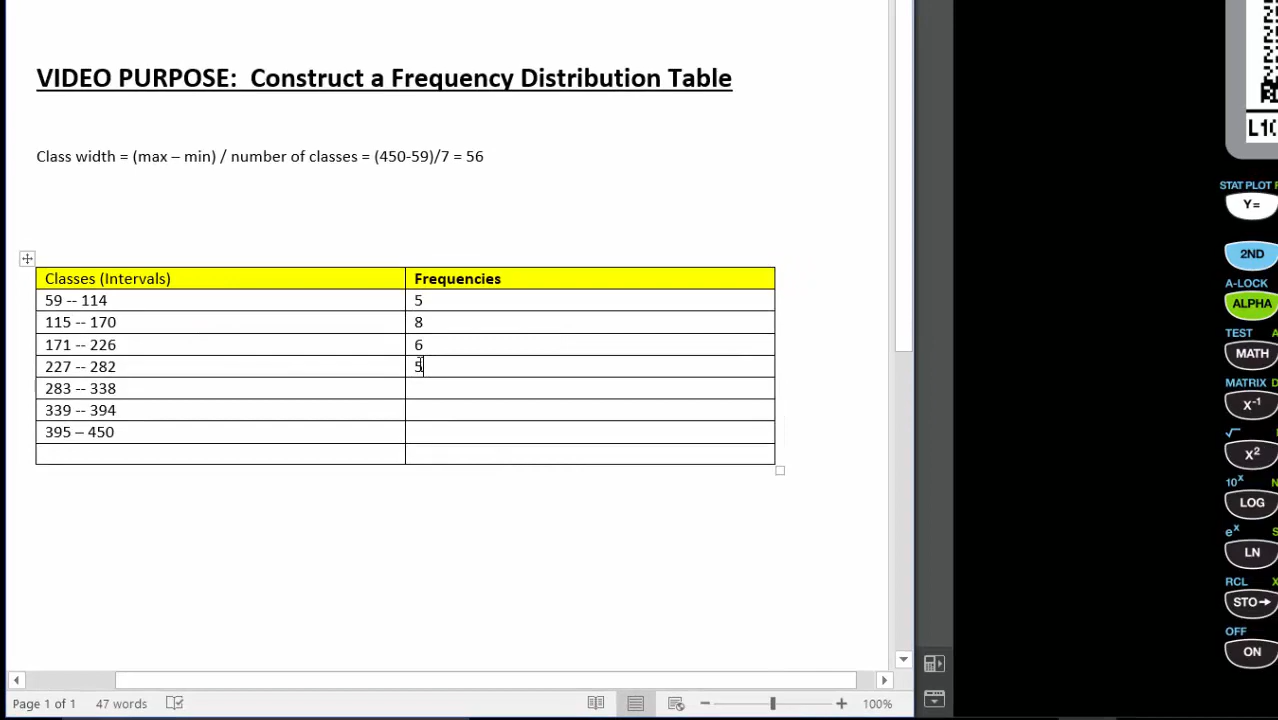 VIDEO PURPOSE: Construct a Frequency Distribution Table
Class width = (max – min) / number of classes = (450-59)/7 = 56
Classes (Intervals) Frequencies
59 -- 114 5
115 -- 170 8
171 -- 226 6
227 -- 282 5
283 -- 338
339 -- 394
395 – 450
Page 1 of 1 47 words 100%
L10
STAT PLOT
Y=
2ND
A-LOCK
ALPHA
TEST A
MATH
MATRIX D
X-1
√
X2
10x N
LOG
ex S
LN
RCL X
STO→
OFF
ON